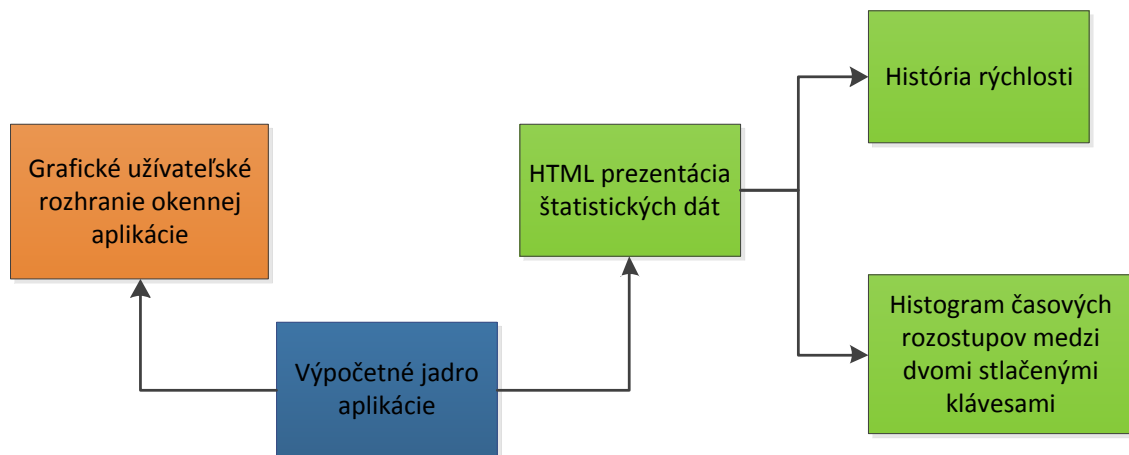 Grafické užívateľské
rozhranie okennej
aplikácie
Výpočetné jadro
aplikácie
HTML prezentácia
štatistických dát
História rýchlosti
Histogram časových
rozostupov medzi
dvomi stlačenými
klávesami